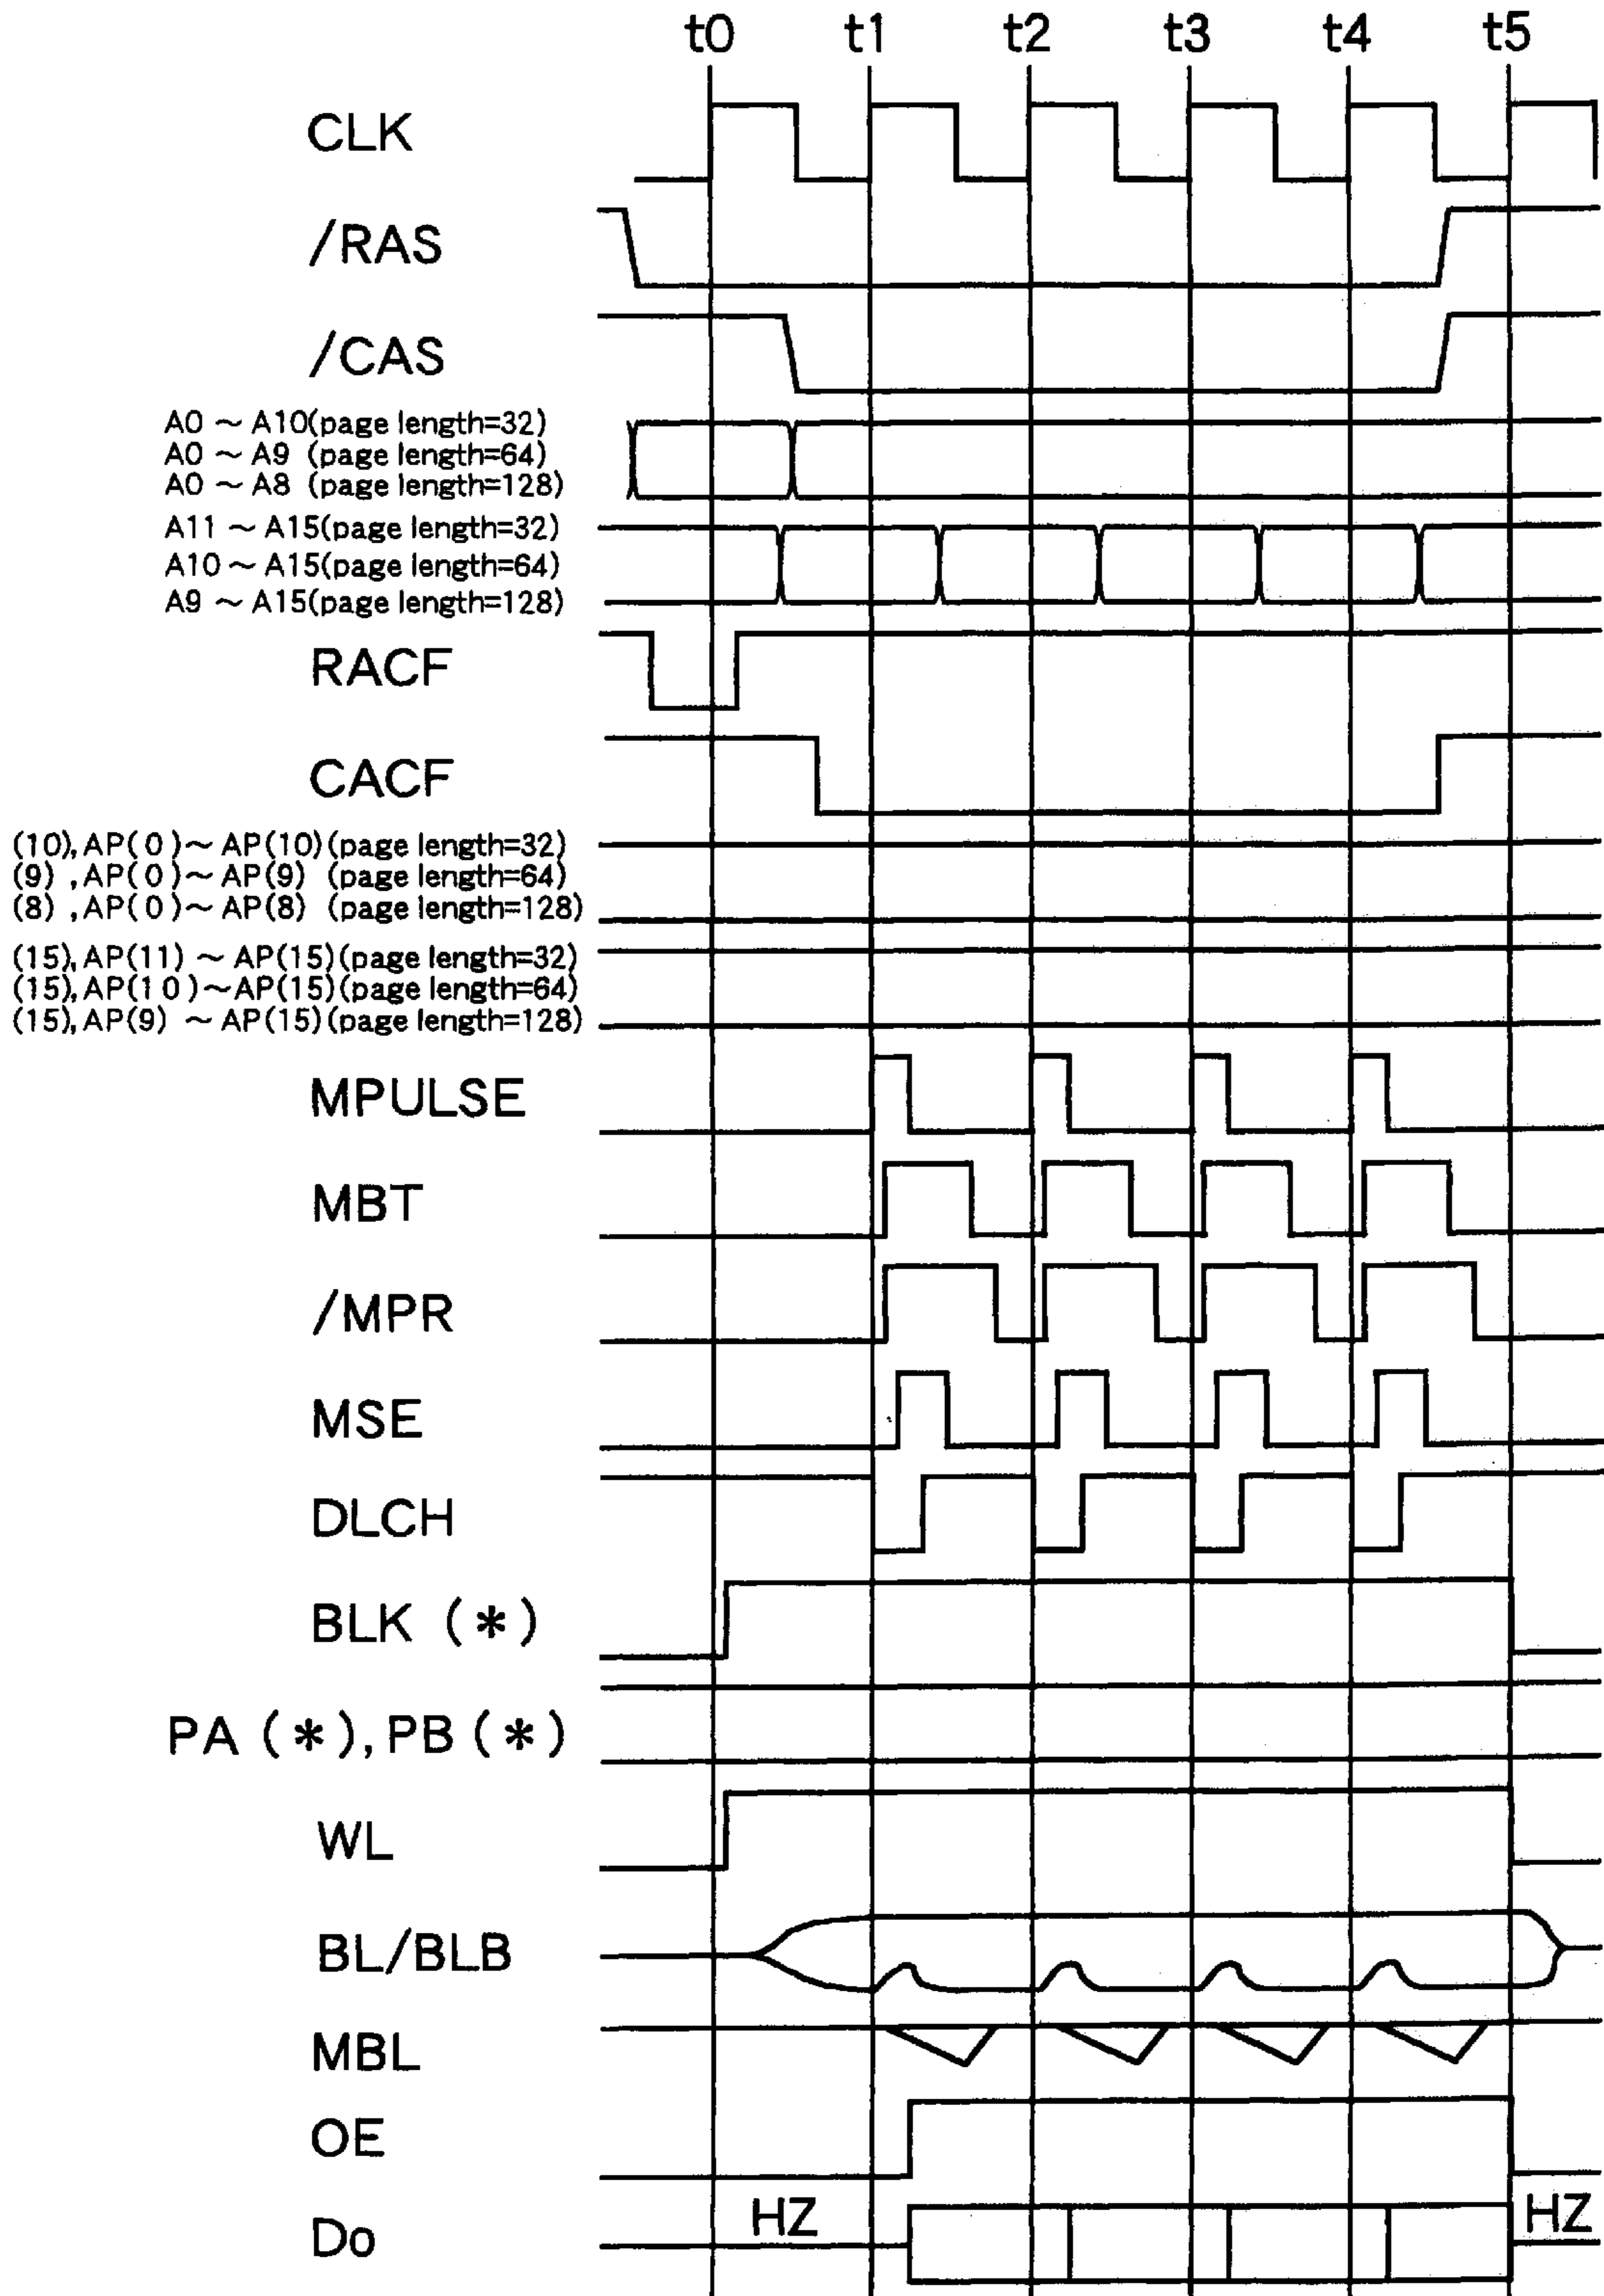 t0 t1 t2 t3 t4 t5
CLK
/RAS
/CAS
A0 ~ A10(page length=32)
A0 ~ A9 (page length=64)
A0 ~ A8 (page length=128)
A11 ~ A15(page length=32)
A10 ~ A15(page length=64)
A9 ~ A15(page length=128)
RACF
CACF
(10),AP(0)~ AP(10)(page length=32)
(9) ,AP(0)~ AP(9) (page length=64)
(8) ,AP(0)~ AP(8) (page length=128)
(15),AP(11) ~ AP(15)(page length=32)
(15),AP(10)~AP(15)(page length=64)
(15),AP(9) ~ AP(15)(page length=128)
MPULSE
MBT
/MPR
MSE
DLCH
BLK (*)
PA (*), PB (*)
WL
BL/BLB
MBL
OE
HZ HZ
Do